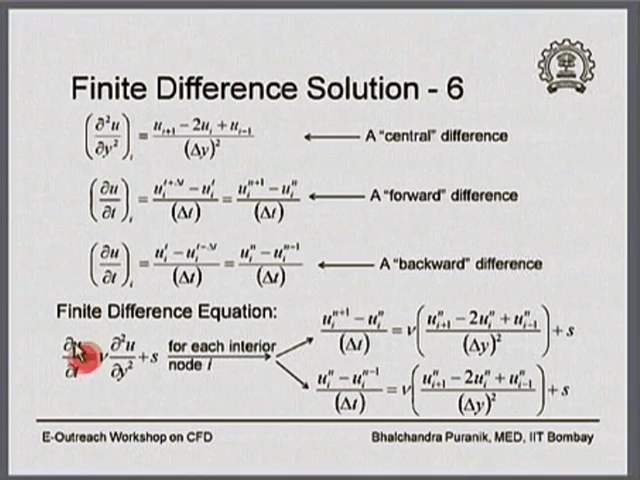 Finite Difference Solution - 6
(∂²u/∂y²)ᵢ = (uᵢ₊₁ − 2uᵢ + uᵢ₋₁)/(Δy)² A "central" difference
(∂u/∂t)ᵢ = (uᵢᵗ⁺ᐃᵗ − uᵢᵗ)/(Δt) = (uᵢⁿ⁺¹ − uᵢⁿ)/(Δt) A "forward" difference
(∂u/∂t)ᵢ = (uᵢᵗ − uᵢᵗ⁻ᐃᵗ)/(Δt) = (uᵢⁿ − uᵢⁿ⁻¹)/(Δt) A "backward" difference
Finite Difference Equation:
(uᵢⁿ⁺¹ − uᵢⁿ)/(Δt) = ν((uᵢ₊₁ⁿ − 2uᵢⁿ + uᵢ₋₁ⁿ)/(Δy)²) + s
∂u/∂t ν ∂²u/∂y² + s for each interior
node i
(uᵢⁿ − uᵢⁿ⁻¹)/(Δt) = ν((uᵢ₊₁ⁿ − 2uᵢⁿ + uᵢ₋₁ⁿ)/(Δy)²) + s
E-Outreach Workshop on CFD Bhalchandra Puranik, MED, IIT Bombay